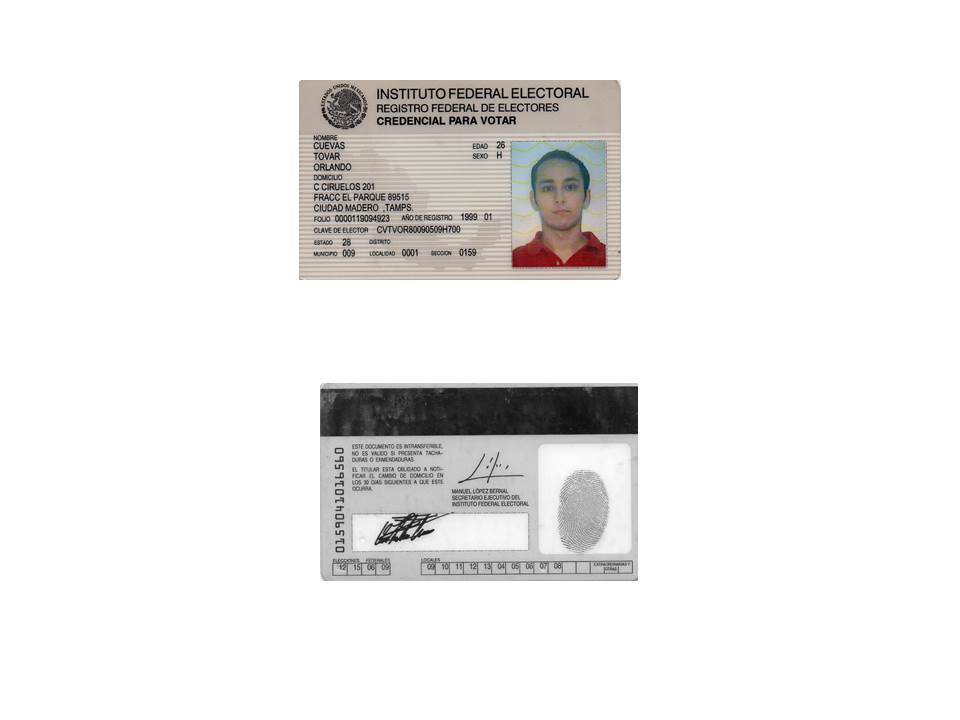 ESTADOS UNIDOS MEXICANOS
INSTITUTO FEDERAL ELECTORAL
REGISTRO FEDERAL DE ELECTORES
CREDENCIAL PARA VOTAR
NOMBRE
CUEVAS
TOVAR
ORLANDO
EDAD 26
SEXO H
DOMICILIO
C CIRUELOS 201
FRACC EL PARQUE 89515
CIUDAD MADERO ,TAMPS.
FOLIO 0000119094923 AÑO DE REGISTRO 1999 01
CLAVE DE ELECTOR CVTVOR80090509H700
ESTADO 28 DISTRITO
MUNICIPIO 009 LOCALIDAD 0001 SECCION 0159
ESTE DOCUMENTO ES INTRANSFERIBLE,
NO ES VALIDO SI PRESENTA TACHA-
DURAS O ENMENDADURAS.
EL TITULAR ESTA OBLIGADO A NOTI-
FICAR EL CAMBIO DE DOMICILIO EN
LOS 30 DIAS SIGUIENTES A QUE ESTE
OCURRA.
MANUEL LÓPEZ BERNAL
SECRETARIO EJECUTIVO DEL
INSTITUTO FEDERAL ELECTORAL
0159041016560
ELECCIONES FEDERALES
12 15 06 09
LOCALES
09 10 11 12 13 04 05 06 07 08
EXTRAORDINARIAS Y
OTRAS